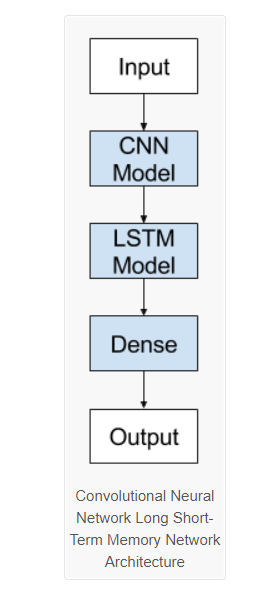 Input
CNN
Model
LSTM
Model
Dense
Output
Convolutional Neural
Network Long Short-
Term Memory Network
Architecture